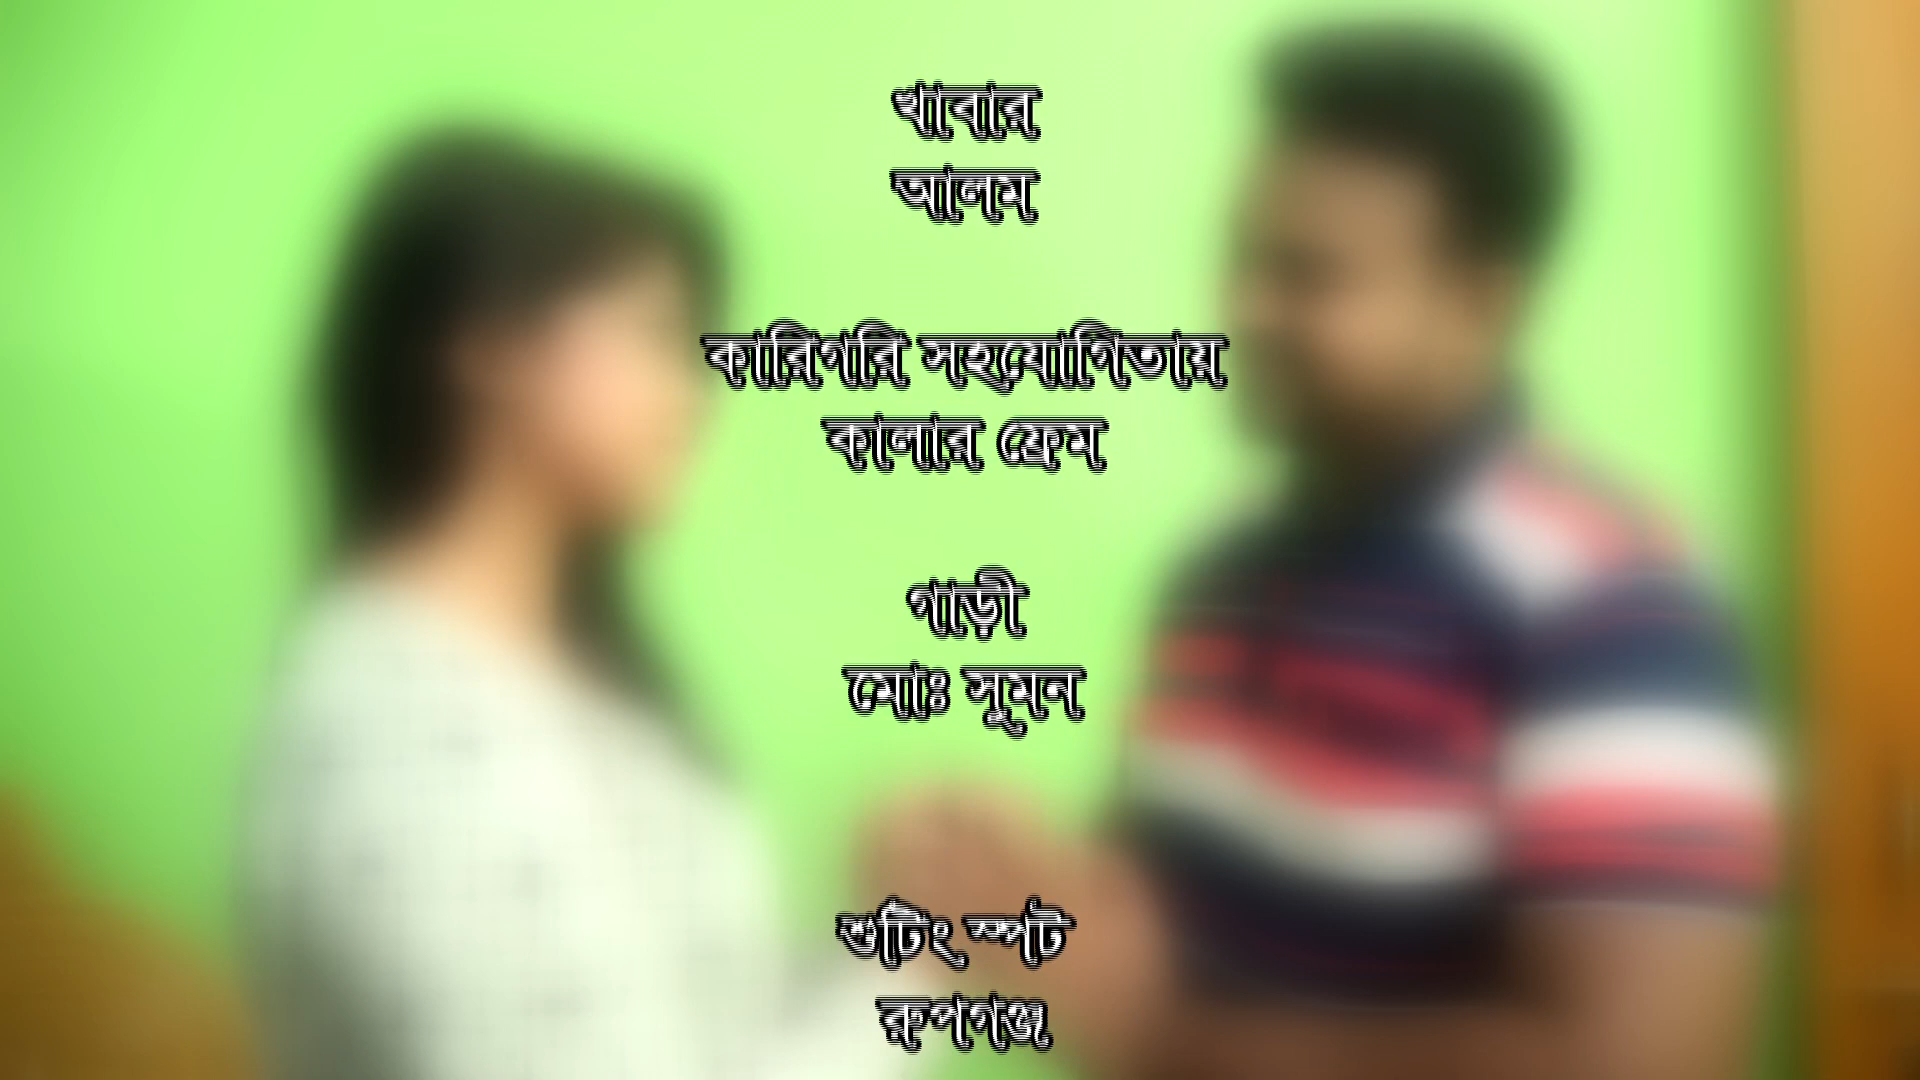 খাবার
আলম
কারিগরি সহযোগিতায়
কালার ফ্রেম
গাড়ী
মোঃ সুমন
শুটিং স্পট
রুপগঞ্জ